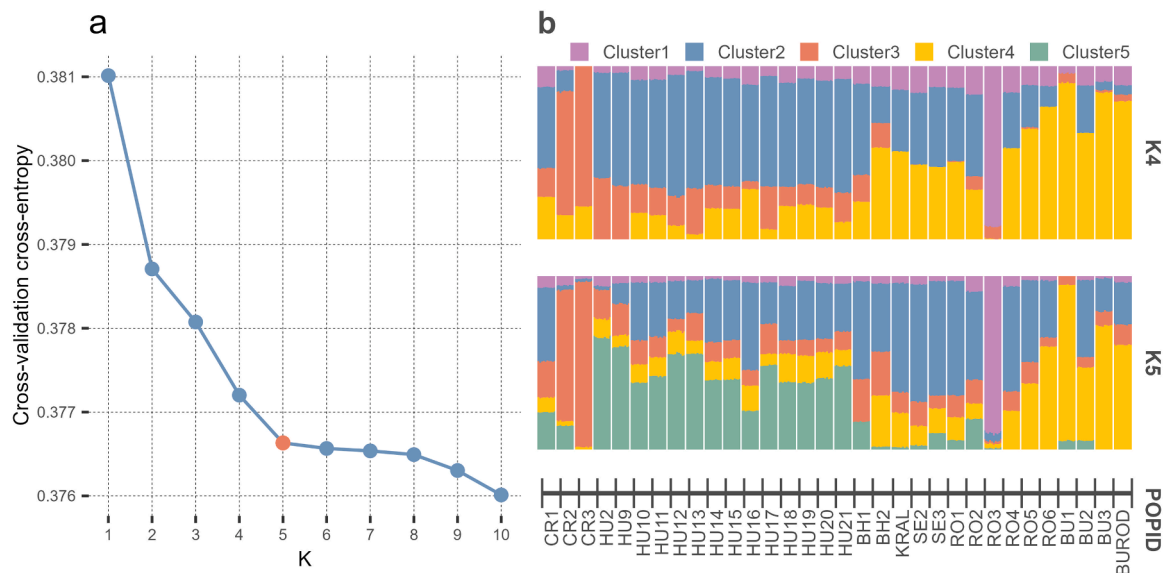 a
Cross-validation cross-entropy
0.381
0.380
0.379
0.378
0.377
0.376
1 2 3 4 5 6 7 8 9 10
K
b
Cluster1 Cluster2 Cluster3 Cluster4 Cluster5
K4
K5
CR1 CR2 CR3 HU2 HU9 HU10 HU11 HU12 HU13 HU14 HU15 HU16 HU17 HU18 HU19 HU20 HU21 BH1 BH2 KRAL SE2 SE3 RO1 RO2 RO3 RO4 RO5 RO6 BU1 BU2 BU3 BUROD
POPID